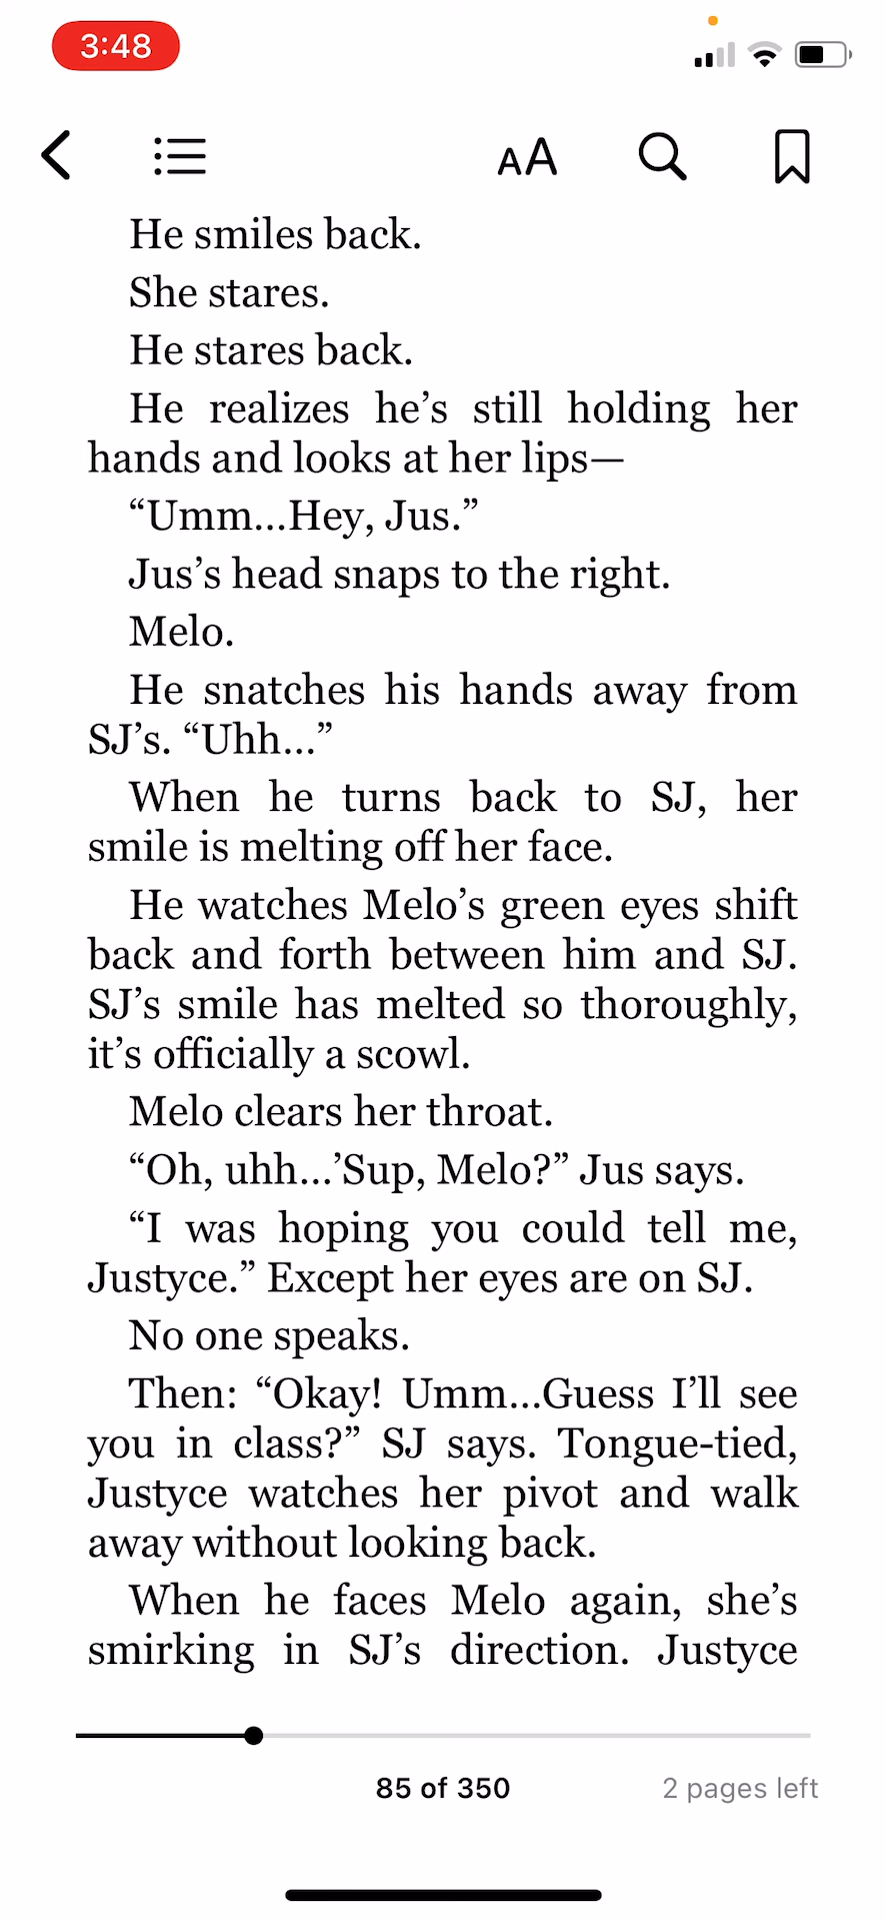 3:48
AA
He smiles back.
She stares.
He stares back.
He realizes he’s still holding her
hands and looks at her lips—
“Umm...Hey, Jus.”
Jus’s head snaps to the right.
Melo.
He snatches his hands away from
SJ’s. “Uhh...”
When he turns back to SJ, her
smile is melting off her face.
He watches Melo’s green eyes shift
back and forth between him and SJ.
SJ’s smile has melted so thoroughly,
it’s officially a scowl.
Melo clears her throat.
“Oh, uhh...’Sup, Melo?” Jus says.
“I was hoping you could tell me,
Justyce.” Except her eyes are on SJ.
No one speaks.
Then: “Okay! Umm...Guess I’ll see
you in class?” SJ says. Tongue-tied,
Justyce watches her pivot and walk
away without looking back.
When he faces Melo again, she’s
smirking in SJ’s direction. Justyce
85 of 350
2 pages left